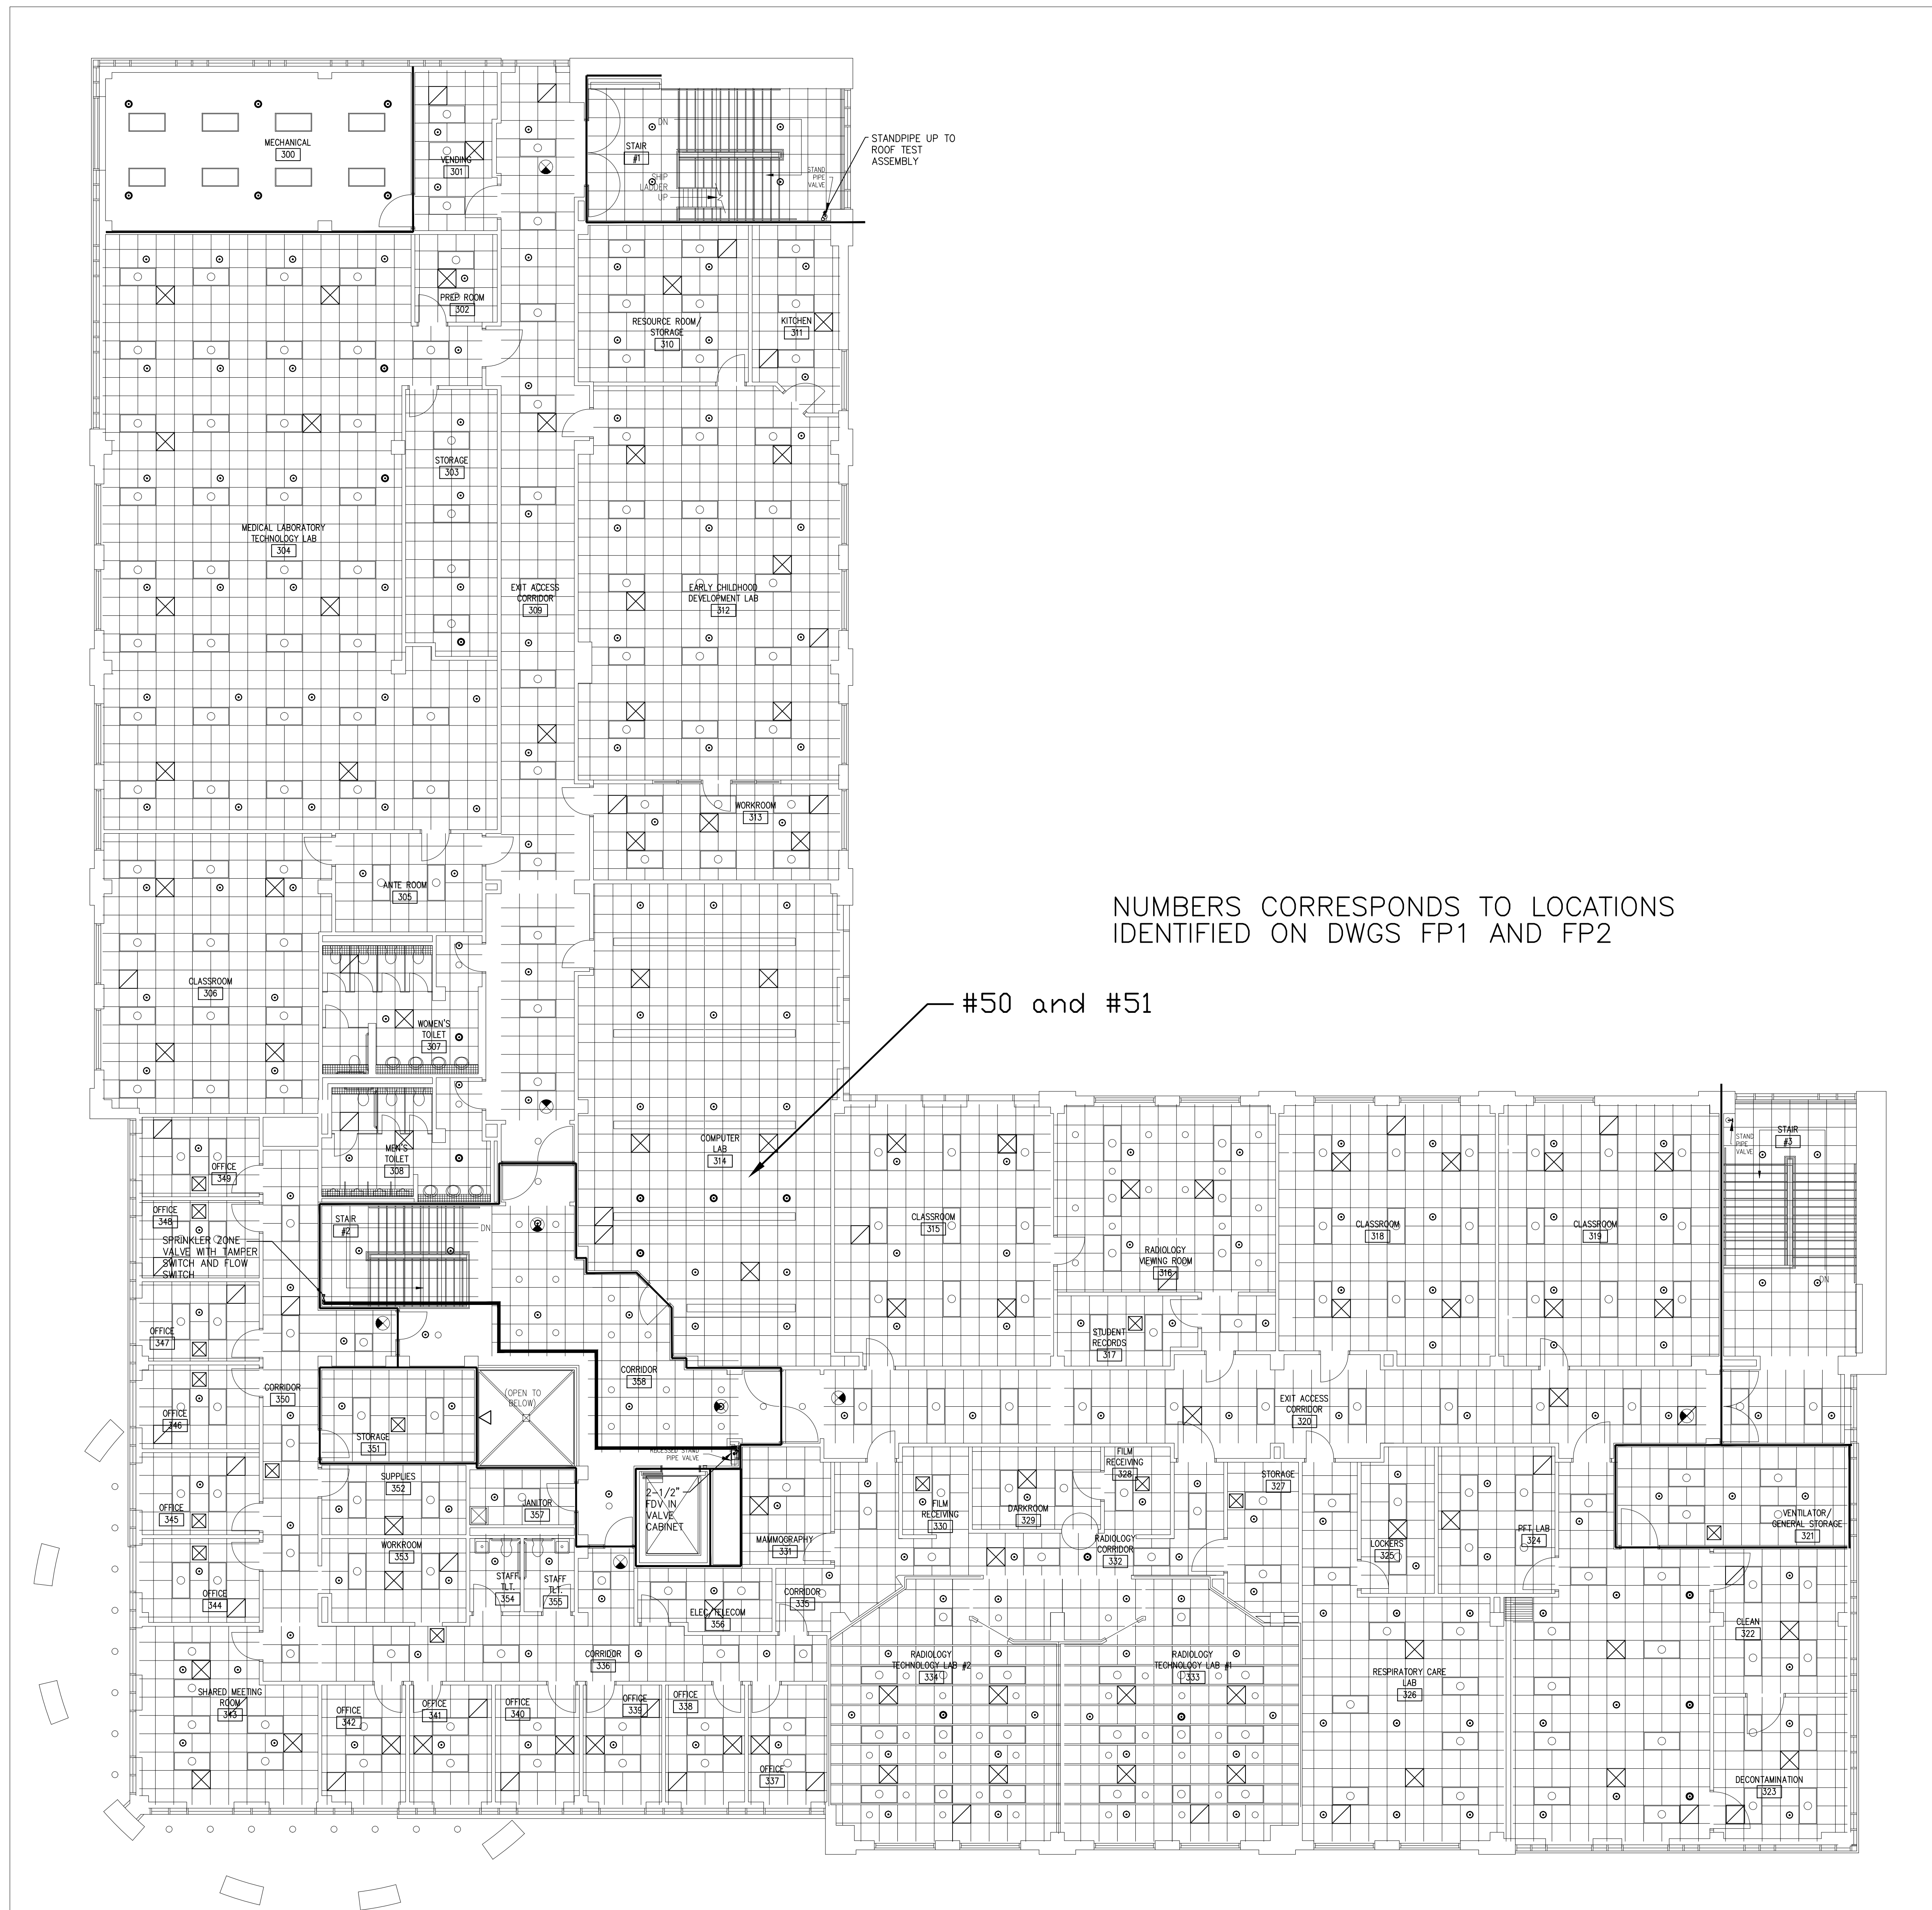 MECHANICAL
300
VENDING
301
DN
STAIR
#1
SHIP
LADDER
UP
STAND
PIPE
VALVE
STANDPIPE UP TO
ROOF TEST
ASSEMBLY
PREP ROOM
302
RESOURCE ROOM/
STORAGE
310
KITCHEN
311
STORAGE
303
MEDICAL LABORATORY
TECHNOLOGY LAB
304
EXIT ACCESS
CORRIDOR
309
EARLY CHILDHOOD
DEVELOPMENT LAB
312
WORKROOM
313
ANTE ROOM
305
NUMBERS CORRESPONDS TO LOCATIONS
IDENTIFIED ON DWGS FP1 AND FP2
CLASSROOM
306
#50 and #51
WOMEN'S
TOILET
307
COMPUTER
LAB
314
MEN'S
TOILET
308
OFFICE
349
OFFICE
348
STAIR
#2
DN
SPRINKLER ZONE
VALVE WITH TAMPER
SWITCH AND FLOW
SWITCH
CLASSROOM
315
RADIOLOGY
VIEWING ROOM
316
CLASSROOM
318
CLASSROOM
319
STAND
PIPE
VALVE
STAIR
#3
DN
OFFICE
347
STUDENT
RECORDS
317
CORRIDOR
358
CORRIDOR
350
(OPEN TO
BELOW)
EXIT ACCESS
CORRIDOR
320
OFFICE
346
STORAGE
351
RECESSED STAND
PIPE VALVE
2-1/2"
FDV IN
VALVE
CABINET
SUPPLIES
352
JANITOR
357
OFFICE
345
FILM
RECEIVING
328
FILM
RECEIVING
330
DARKROOM
329
STORAGE
327
VENTILATOR/
GENERAL STORAGE
321
MAMMOGRAPHY
331
RADIOLOGY
CORRIDOR
332
LOCKERS
325
PFT LAB
324
WORKROOM
353
STAFF
TLT.
354
STAFF
TLT.
355
OFFICE
344
ELEC/TELECOM
356
CORRIDOR
335
CLEAN
322
CORRIDOR
336
RADIOLOGY
TECHNOLOGY LAB #2
334
RADIOLOGY
TECHNOLOGY LAB #1
333
RESPIRATORY CARE
LAB
326
SHARED MEETING
ROOM
343
OFFICE
342
OFFICE
341
OFFICE
340
OFFICE
339
OFFICE
338
OFFICE
337
DECONTAMINATION
323